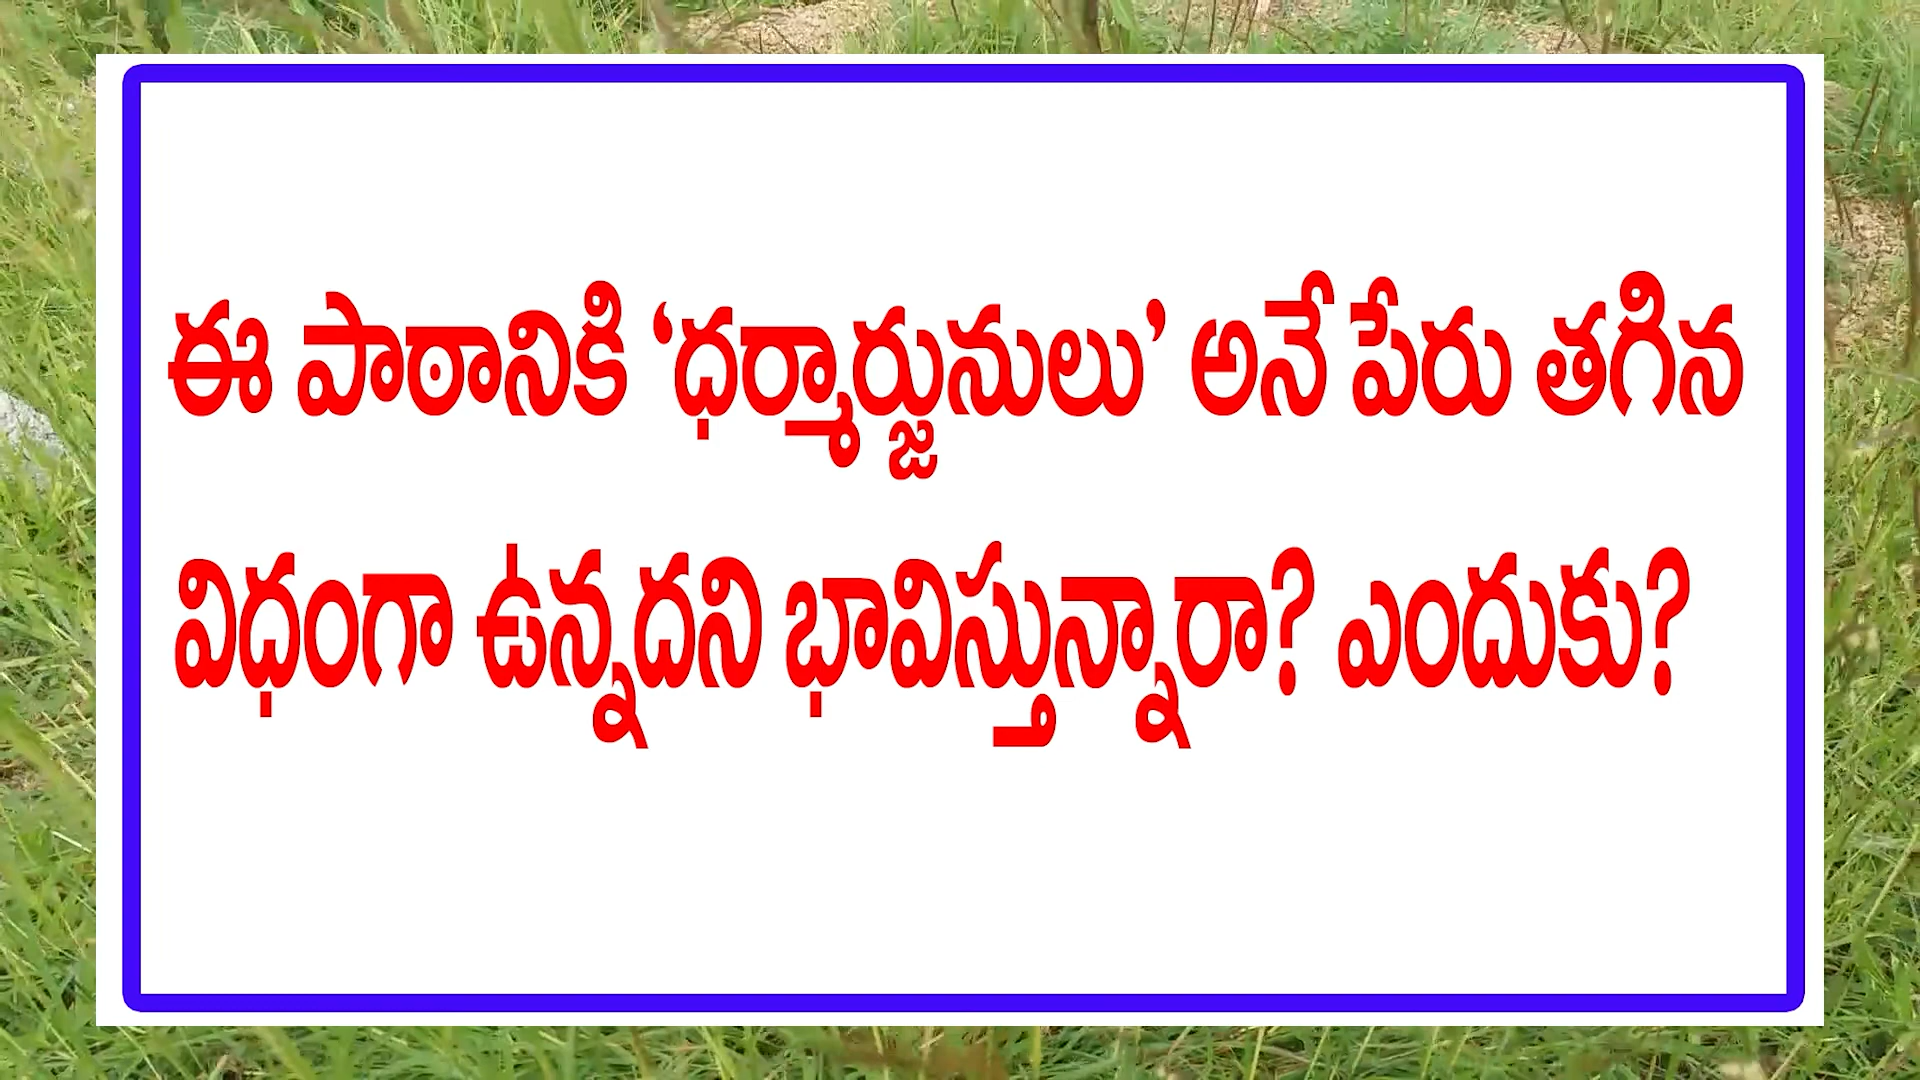 ఈ పాఠానికి ‘ధర్మార్జునులు’ అనే పేరు తగిన
విధంగా ఉన్నదని భావిస్తున్నారా? ఎందుకు?